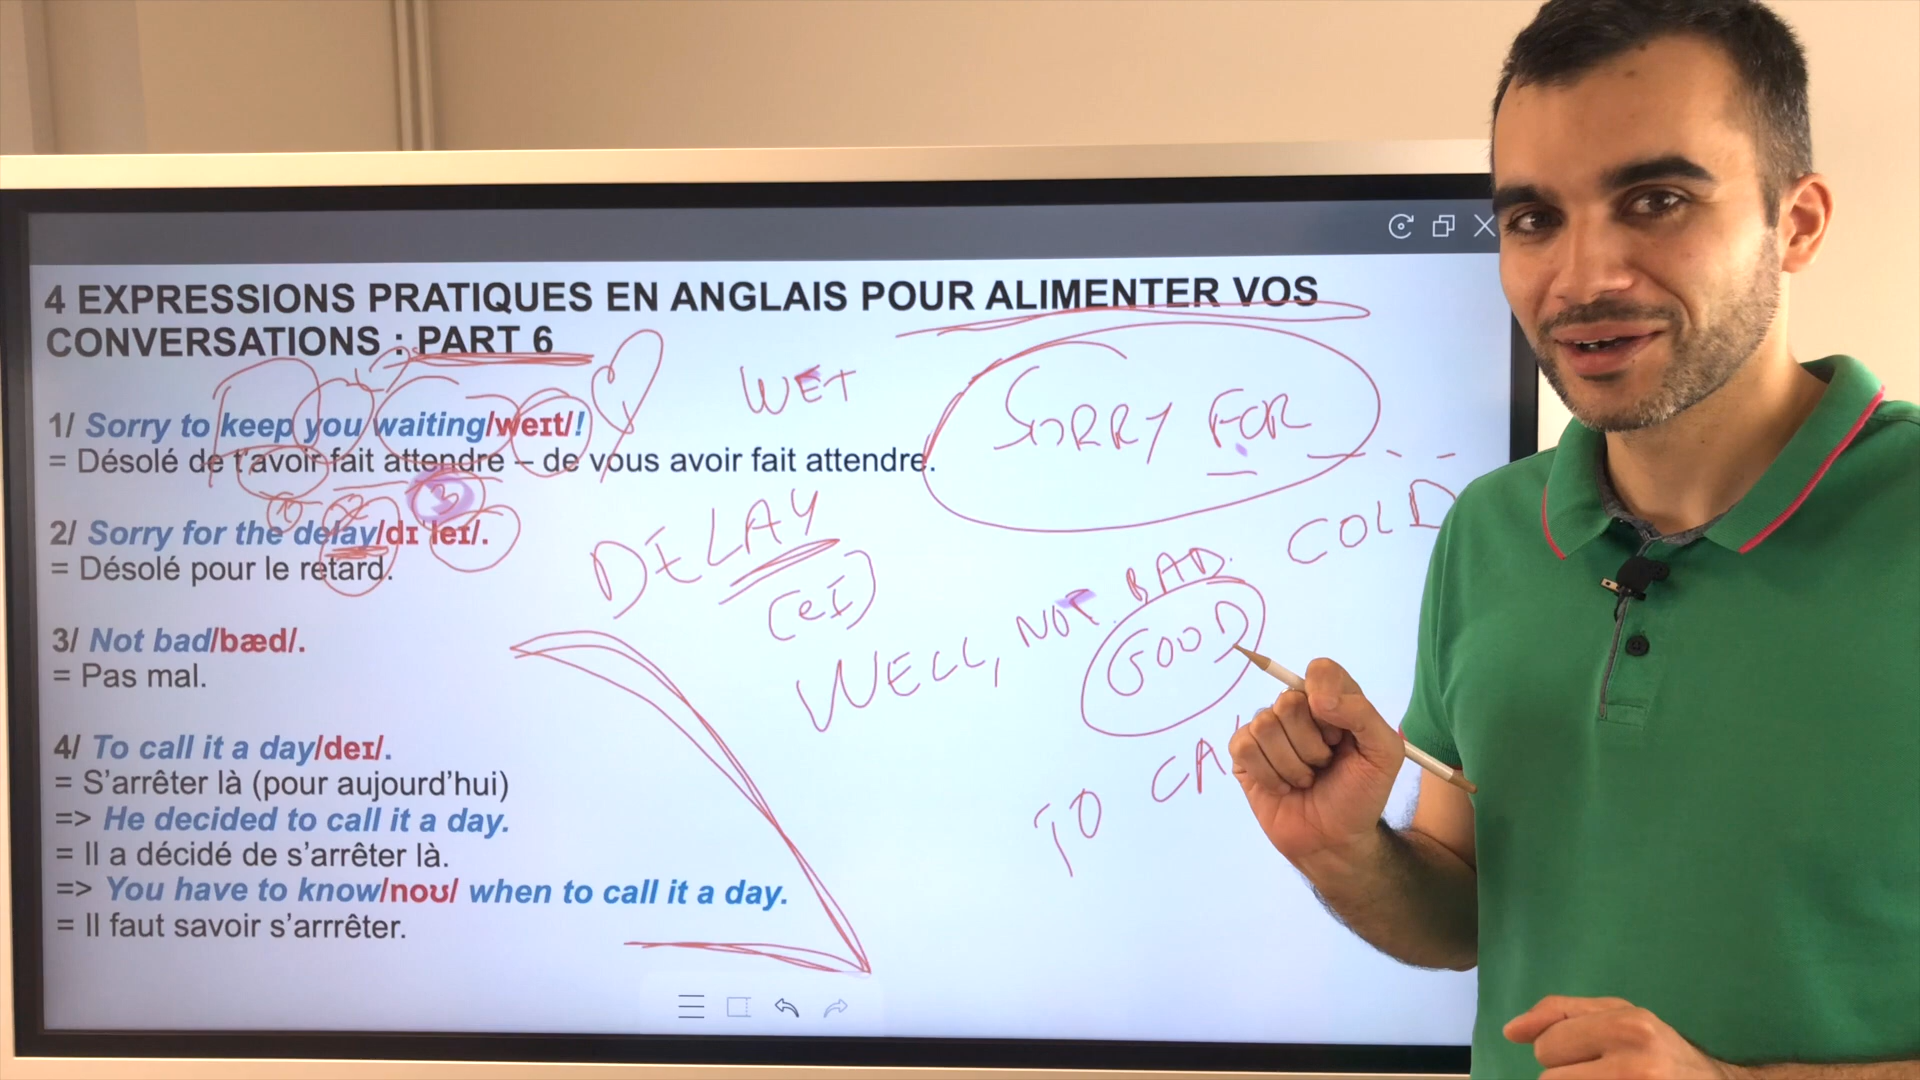 4 EXPRESSIONS PRATIQUES EN ANGLAIS POUR ALIMENTER VOS
CONVERSATIONS : PART 6
1/ Sorry to keep you waiting/weɪt/!
= Désolé de t'avoir fait attendre – de vous avoir fait attendre.
2/ Sorry for the delay/dɪˈleɪ/.
= Désolé pour le retard.
3/ Not bad/bæd/.
= Pas mal.
4/ To call it a day/deɪ/.
= S'arrêter là (pour aujourd'hui)
=> He decided to call it a day.
= Il a décidé de s'arrêter là.
=> You have to know/noʊ/ when to call it a day.
= Il faut savoir s'arrrêter.
WET
SORRY FOR
1 2 3
DELAY
(eI)
COLD
WELL, NOT BAD.
GOOD
TO CA